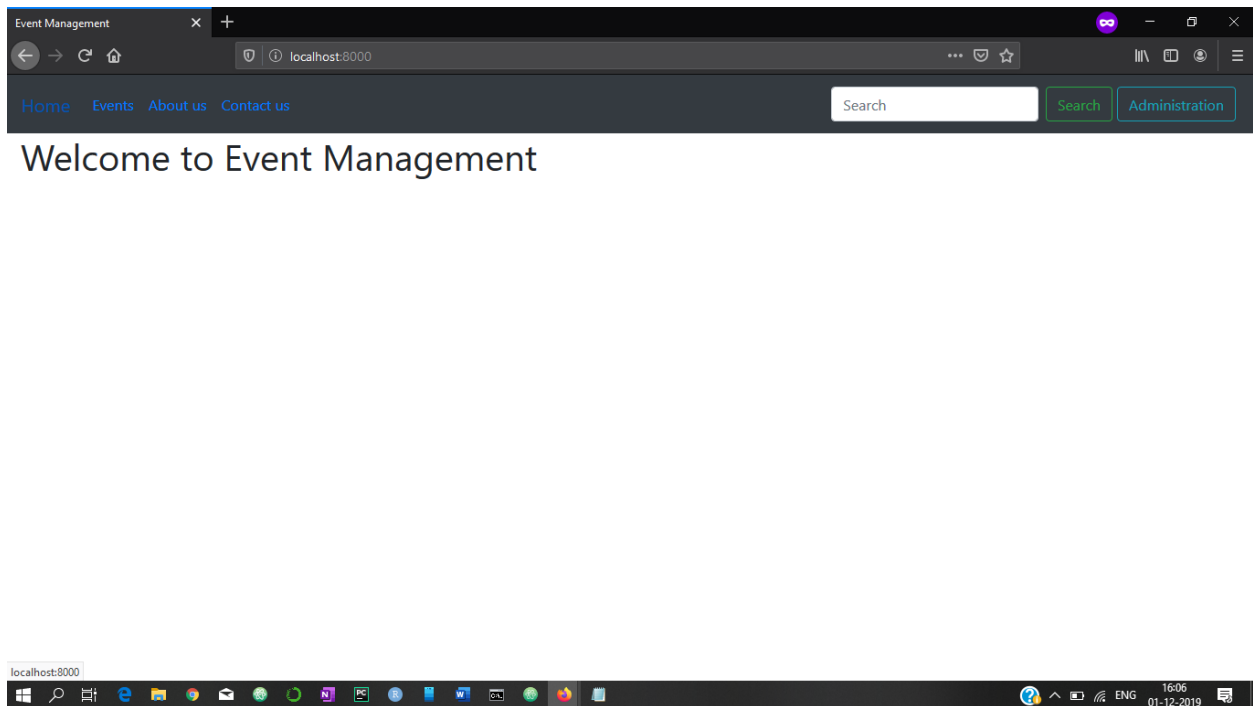 Event Management
localhost:8000
Home Events About us Contact us Search Search Administration
Welcome to Event Management
localhost:8000
ENG 16:06
01-12-2019